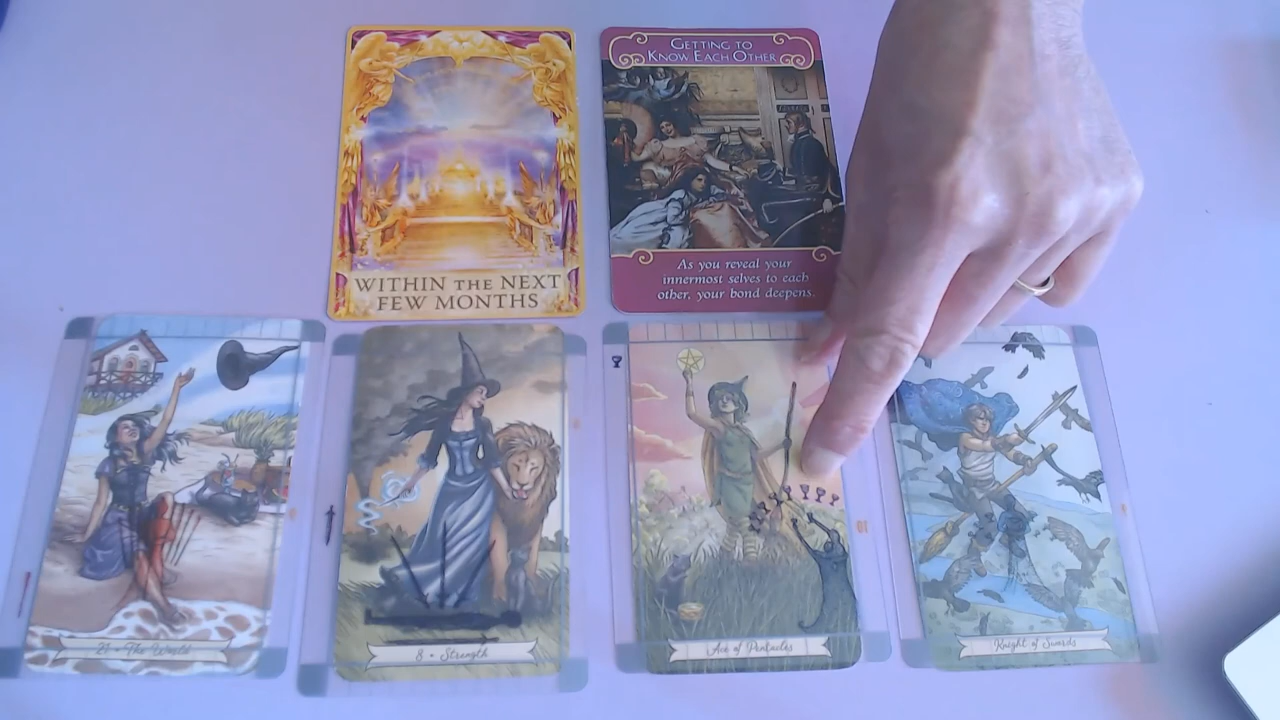 GETTING TO
KNOW EACH OTHER
WITHIN THE NEXT
FEW MONTHS
As you reveal your
innermost selves to each
other, your bond deepens.
21 • The World
8 • Strength
Ace of Pentacles
Knight of Swords